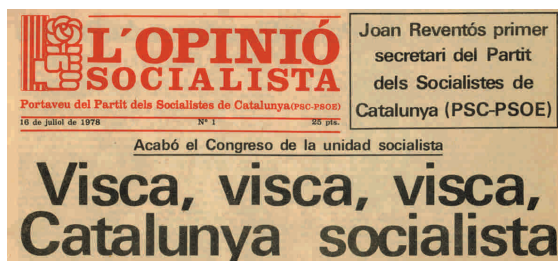 L'OPINIÓ
SOCIALISTA
Portaveu del Partit dels Socialistes de Catalunya (PSC-PSOE)
16 de juliol de 1978 Nº 1 25 pts.
Joan Reventós primer
secretari del Partit
dels Socialistes de
Catalunya (PSC-PSOE)
Acabó el Congreso de la unidad socialista
Visca, visca, visca,
Catalunya socialista